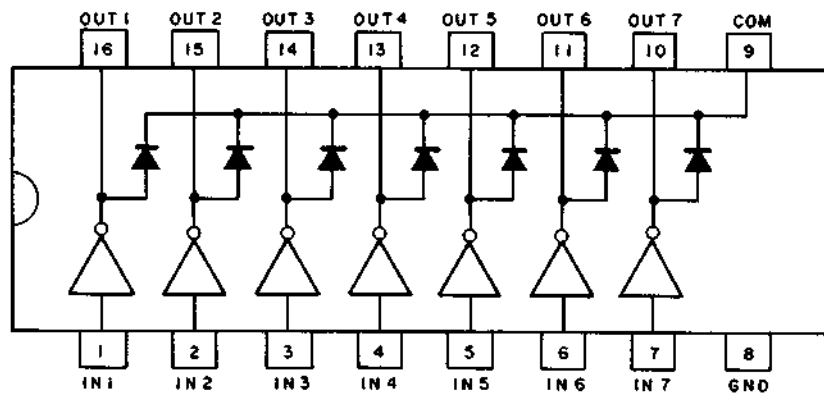 OUT 1 OUT 2 OUT 3 OUT 4 OUT 5 OUT 6 OUT 7 COM
16 15 14 13 12 11 10 9
1 2 3 4 5 6 7 8
IN 1 IN 2 IN 3 IN 4 IN 5 IN 6 IN 7 GND